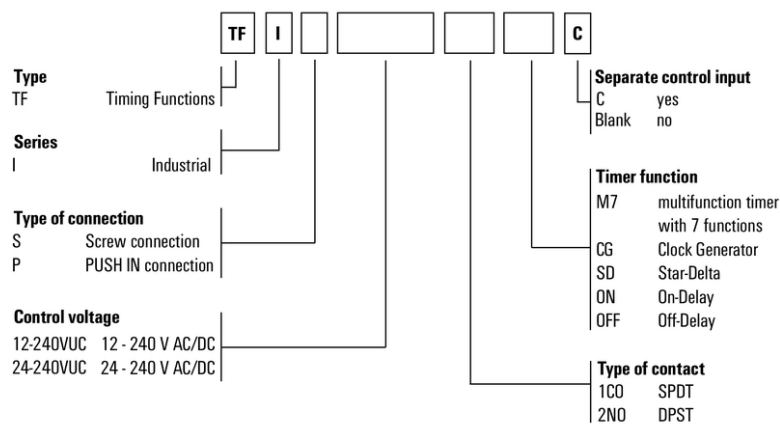 TF I C
Type
TF Timing Functions
Series
I Industrial
Type of connection
S Screw connection
P PUSH IN connection
Control voltage
12-240VUC 12 - 240 V AC/DC
24-240VUC 24 - 240 V AC/DC
Separate control input
C yes
Blank no
Timer function
M7 multifunction timer
with 7 functions
CG Clock Generator
SD Star-Delta
ON On-Delay
OFF Off-Delay
Type of contact
1CO SPDT
2NO DPST